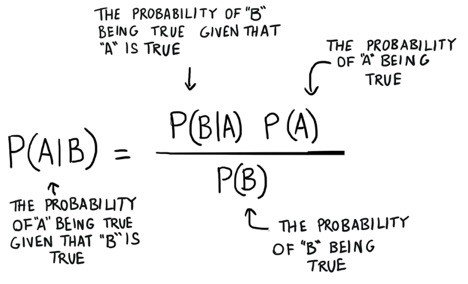 THE PROBABILITY OF "B"
BEING TRUE GIVEN THAT
"A" IS TRUE
THE PROBABILITY
OF "A" BEING
TRUE
P(A|B) = P(B|A) P(A)
P(B)
THE PROBABILITY
OF "A" BEING TRUE
GIVEN THAT "B" IS
TRUE
THE PROBABILITY
OF "B" BEING
TRUE